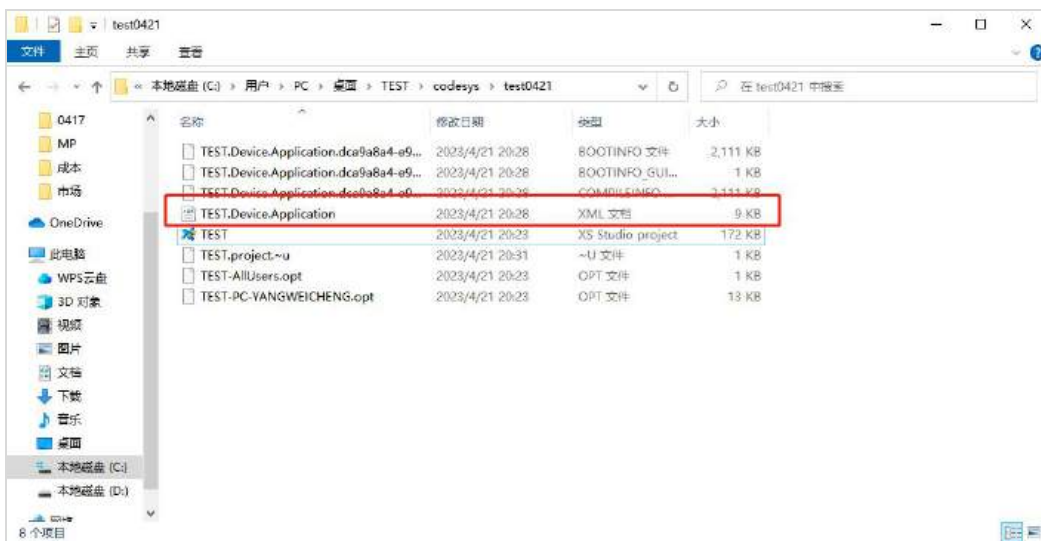 test0421
文件 主页 共享 查看
« 本地磁盘 (C:) › 用户 › PC › 桌面 › TEST › codesys › test0421
在 test0421 中搜索
名称 修改日期 类型 大小
0417
MP
成本
市场
OneDrive
此电脑
WPS云盘
3D 对象
视频
图片
文档
下载
音乐
桌面
本地磁盘 (C:)
本地磁盘 (D:)
网络
TEST.Device.Application.dca9a8a4-e9... 2023/4/21 20:28 BOOTINFO 文件 2,111 KB
TEST.Device.Application.dca9a8a4-e9... 2023/4/21 20:28 BOOTINFO_GUI... 1 KB
TEST.Device.Application.dca9a8a4-e9... 2023/4/21 20:28 COMPILEINFO ... 2,111 KB
TEST.Device.Application 2023/4/21 20:28 XML 文档 9 KB
TEST 2023/4/21 20:23 XS Studio project 172 KB
TEST.project.~u 2023/4/21 20:31 ~U 文件 1 KB
TEST-AllUsers.opt 2023/4/21 20:23 OPT 文件 1 KB
TEST-PC-YANGWEICHENG.opt 2023/4/21 20:23 OPT 文件 13 KB
8 个项目